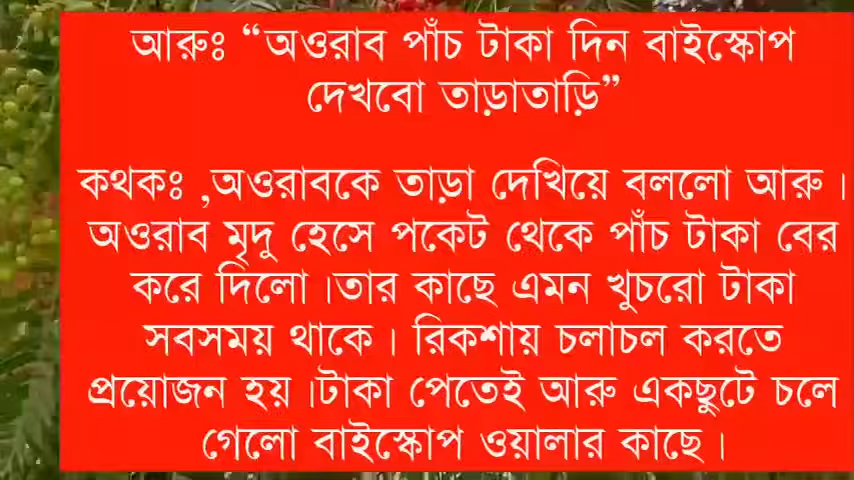 আরুঃ “অওরাব পাঁচ টাকা দিন বাইস্কোপ
দেখবো তাড়াতাড়ি”
কথকঃ ,অওরাবকে তাড়া দেখিয়ে বললো আরু।
অওরাব মৃদু হেসে পকেট থেকে পাঁচ টাকা বের
করে দিলো।তার কাছে এমন খুচরো টাকা
সবসময় থাকে। রিকশায় চলাচল করতে
প্রয়োজন হয়।টাকা পেতেই আরু একছুটে চলে
গেলো বাইস্কোপ ওয়ালার কাছে।